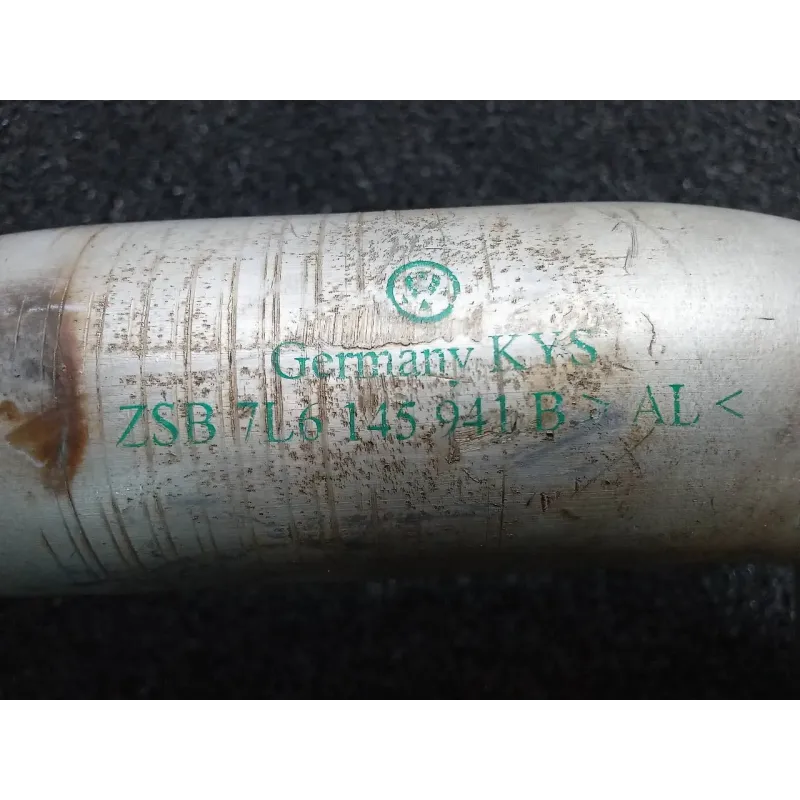 Germany KYS
ZSB 7L6 145 941 B > AL <